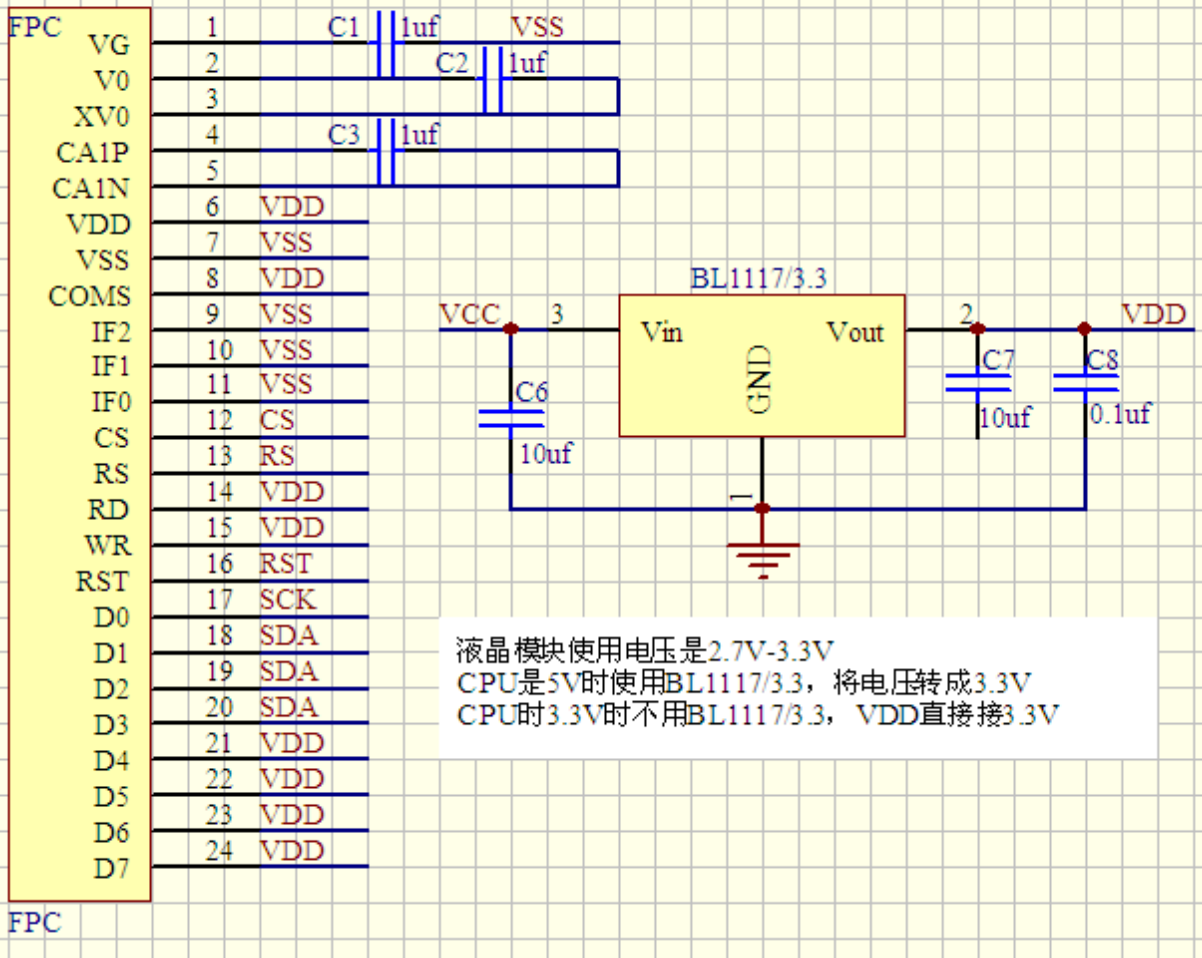 FPC
VG 1 C1 1uf VSS
V0 2 C2 1uf
XV0 3
CA1P 4 C3 1uf
CA1N 5
VDD 6 VDD
VSS 7 VSS
COMS 8 VDD
IF2 9 VSS
IF1 10 VSS
IF0 11 VSS
CS 12 CS
RS 13 RS
RD 14 VDD
WR 15 VDD
RST 16 RST
D0 17 SCK
D1 18 SDA
D2 19 SDA
D3 20 SDA
D4 21 VDD
D5 22 VDD
D6 23 VDD
D7 24 VDD
FPC
BL1117/3.3
VCC 3 Vin Vout 2 VDD
GND
C6
10uf
C7
10uf
C8
0.1uf
1
液晶模块使用电压是2.7V-3.3V
CPU是5V时使用BL1117/3.3，将电压转成3.3V
CPU时3.3V时不用BL1117/3.3，VDD直接接3.3V